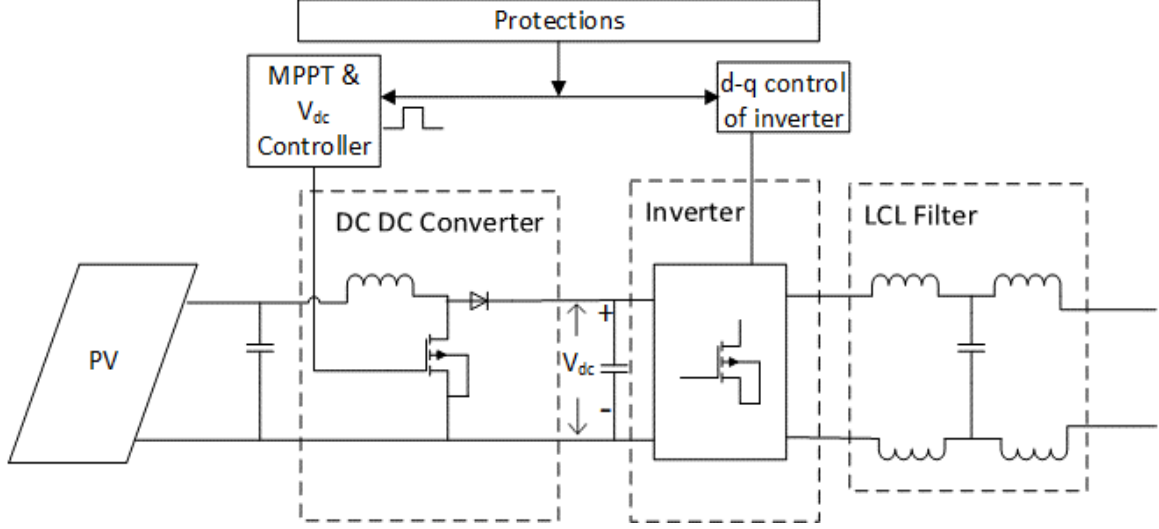 Protections
MPPT &
Vdc
Controller
d-q control
of inverter
DC DC Converter
Inverter
LCL Filter
PV
+
Vdc
-